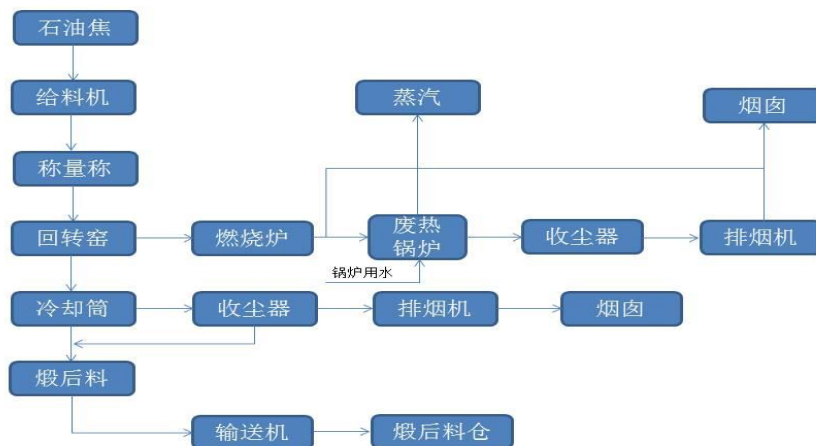 石油焦
给料机
蒸汽
烟囱
称量称
回转窑
燃烧炉
废热
锅炉
收尘器
排烟机
锅炉用水
冷却筒
收尘器
排烟机
烟囱
煅后料
输送机
煅后料仓